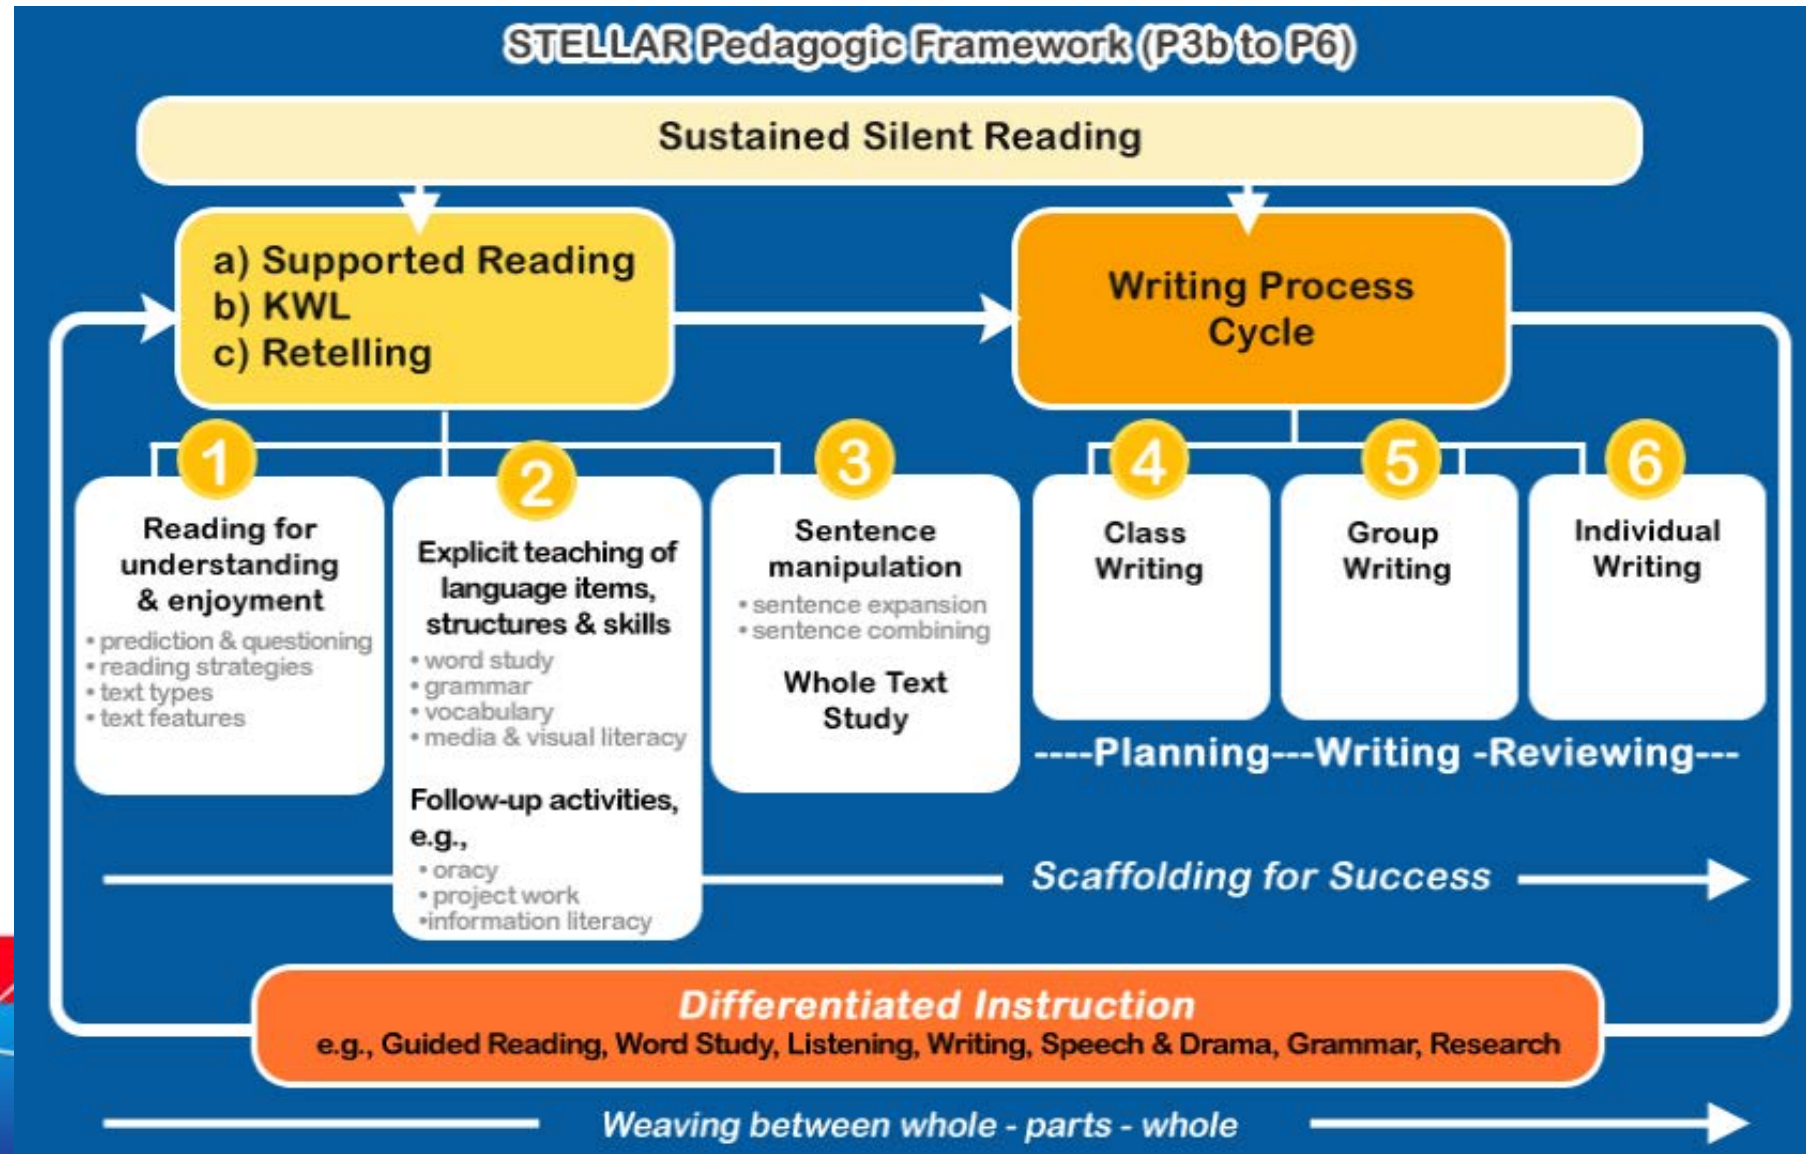 STELLAR Pedagogic Framework (P3b to P6)
Sustained Silent Reading
a) Supported Reading
b) KWL
c) Retelling
Writing Process
Cycle
1
Reading for
understanding
& enjoyment
• prediction & questioning
• reading strategies
• text types
• text features
2
Explicit teaching of
language items,
structures & skills
• word study
• grammar
• vocabulary
• media & visual literacy
Follow-up activities,
e.g.,
• oracy
• project work
•information literacy
3
Sentence
manipulation
• sentence expansion
• sentence combining
Whole Text
Study
4
Class
Writing
5
Group
Writing
6
Individual
Writing
----Planning---Writing -Reviewing---
Scaffolding for Success
Differentiated Instruction
e.g., Guided Reading, Word Study, Listening, Writing, Speech & Drama, Grammar, Research
Weaving between whole - parts - whole